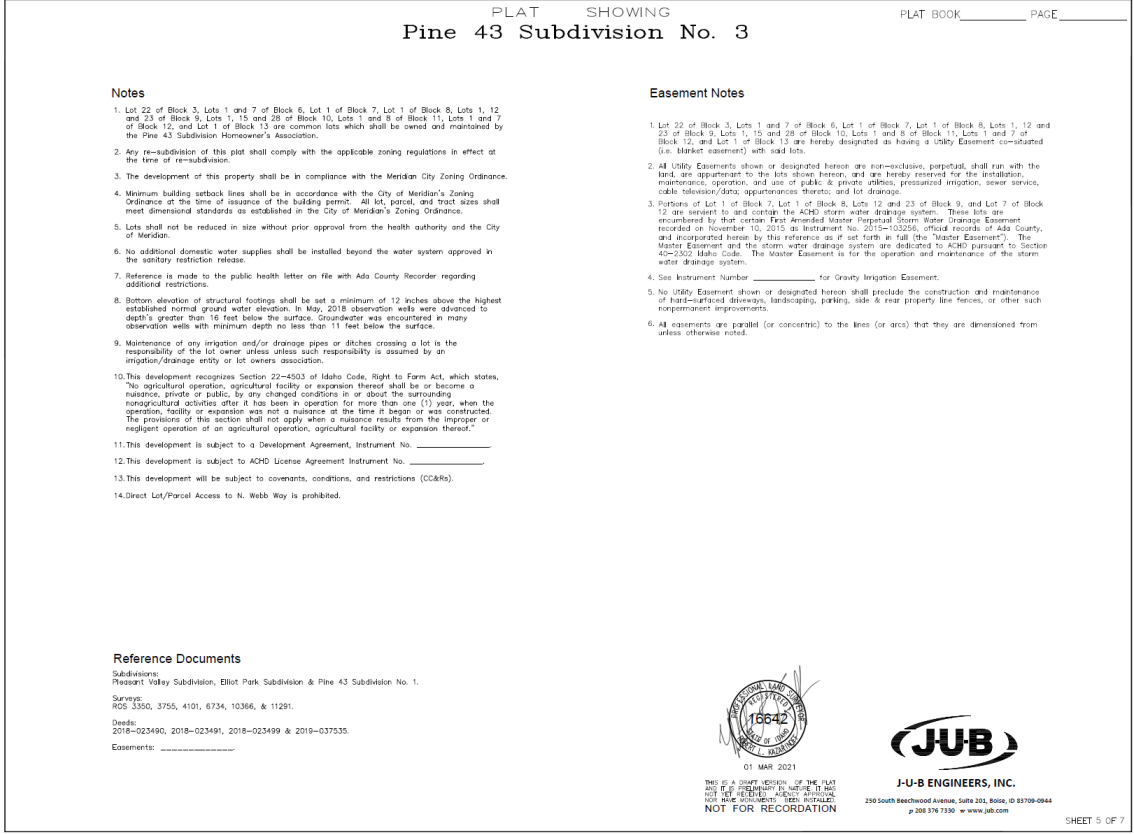 PLAT SHOWING
Pine 43 Subdivision No. 3
PLAT BOOK__________ PAGE__________
Notes
1. Lot 22 of Block 3, Lots 1 and 7 of Block 6, Lot 1 of Block 7, Lot 1 of Block 8, Lots 1, 12
and 23 of Block 9, Lots 1, 15 and 28 of Block 10, Lots 1 and 8 of Block 11, Lots 1 and 7
of Block 12, and Lot 1 of Block 13 are common lots which shall be owned and maintained by
the Pine 43 Subdivision Homeowner's Association.
2. Any re-subdivision of this plat shall comply with the applicable zoning regulations in effect at
the time of re-subdivision.
3. The development of this property shall be in compliance with the Meridian City Zoning Ordinance.
4. Minimum building setback lines shall be in accordance with the City of Meridian's Zoning
Ordinance at the time of issuance of the building permit. All lot, parcel, and tract sizes shall
meet dimensional standards as established in the City of Meridian's Zoning Ordinance.
5. Lots shall not be reduced in size without prior approval from the health authority and the City
of Meridian.
6. No additional domestic water supplies shall be installed beyond the water system approved in
the sanitary restriction release.
7. Reference is made to the public health letter on file with Ada County Recorder regarding
additional restrictions.
8. Bottom elevation of structural footings shall be set a minimum of 12 inches above the highest
established normal ground water elevation. In May, 2018 observation wells were advanced to
depth's greater than 16 feet below the surface. Groundwater was encountered in many
observation wells with minimum depth no less than 11 feet below the surface.
9. Maintenance of any irrigation and/or drainage pipes or ditches crossing a lot is the
responsibility of the lot owner unless unless such responsibility is assumed by an
irrigation/drainage entity or lot owners association.
10. This development recognizes Section 22-4503 of Idaho Code, Right to Farm Act, which states,
"No agricultural operation, agricultural facility or expansion thereof shall be or become a
nuisance, private or public, by any changed conditions in or about the surrounding
nonagricultural activities after it has been in operation for more than one (1) year, when the
operation, facility or expansion was not a nuisance at the time it began or was constructed.
The provisions of this section shall not apply when a nuisance results from the improper or
negligent operation of an agricultural operation, agricultural facility or expansion thereof."
11. This development is subject to a Development Agreement, Instrument No. ____________.
12. This development is subject to ACHD License Agreement Instrument No. ____________.
13. This development will be subject to covenants, conditions, and restrictions (CC&Rs).
14. Direct Lot/Parcel Access to N. Webb Way is prohibited.
Easement Notes
1. Lot 22 of Block 3, Lots 1 and 7 of Block 6, Lot 1 of Block 7, Lot 1 of Block 8, Lots 1, 12 and
23 of Block 9, Lots 1, 15 and 28 of Block 10, Lots 1 and 8 of Block 11, Lots 1 and 7 of
Block 12, and Lot 1 of Block 13 are hereby designated as having a Utility Easement co-situated
(i.e. blanket easement) with said lots.
2. All Utility Easements shown or designated hereon are non-exclusive, perpetual, shall run with the
land, are appurtenant to the lots shown hereon, and are hereby reserved for the installation,
maintenance, operation, and use of public & private utilities, pressurized irrigation, sewer service,
cable television/data; appurtenances thereto; and lot drainage.
3. Portions of Lot 1 of Block 7, Lot 1 of Block 8, Lots 12 and 23 of Block 9, and Lot 7 of Block
12 are servient to and contain the ACHD storm water drainage system. These lots are
encumbered by that certain First Amended Master Perpetual Storm Water Drainage Easement
recorded on November 10, 2015 as Instrument No. 2015-103256, official records of Ada County,
and incorporated herein by this reference as if set forth in full (the "Master Easement"). The
Master Easement and the storm water drainage system are dedicated to ACHD pursuant to Section
40-2302 Idaho Code. The Master Easement is for the operation and maintenance of the storm
water drainage system.
4. See Instrument Number ____________ for Gravity Irrigation Easement.
5. No Utility Easement shown or designated hereon shall preclude the construction and maintenance
of hard-surfaced driveways, landscaping, parking, side & rear property line fences, or other such
nonpermanent improvements.
6. All easements are parallel (or concentric) to the lines (or arcs) that they are dimensioned from
unless otherwise noted.
Reference Documents
Subdivisions:
Pleasant Valley Subdivision, Elliot Park Subdivision & Pine 43 Subdivision No. 1.
Surveys:
ROS 3350, 3755, 4101, 6734, 10366, & 11291.
Deeds:
2018-023490, 2018-023491, 2018-023499 & 2019-037535.
Easements: _____________.
PROFESSIONAL LAND SURVEYOR
REGISTERED
16642
STATE OF IDAHO
ROBERT L. KAZARINOFF
01 MAR 2021
THIS IS A DRAFT VERSION OF THE PLAT
AND IT IS PRELIMINARY IN NATURE. IT HAS
NOT YET RECEIVED AGENCY APPROVAL
NOR HAVE MONUMENTS BEEN INSTALLED.
NOT FOR RECORDATION
J·U·B
J-U-B ENGINEERS, INC.
250 South Beechwood Avenue, Suite 201, Boise, ID 83709-0944
p 208 376 7330 w www.jub.com
SHEET 5 OF 7